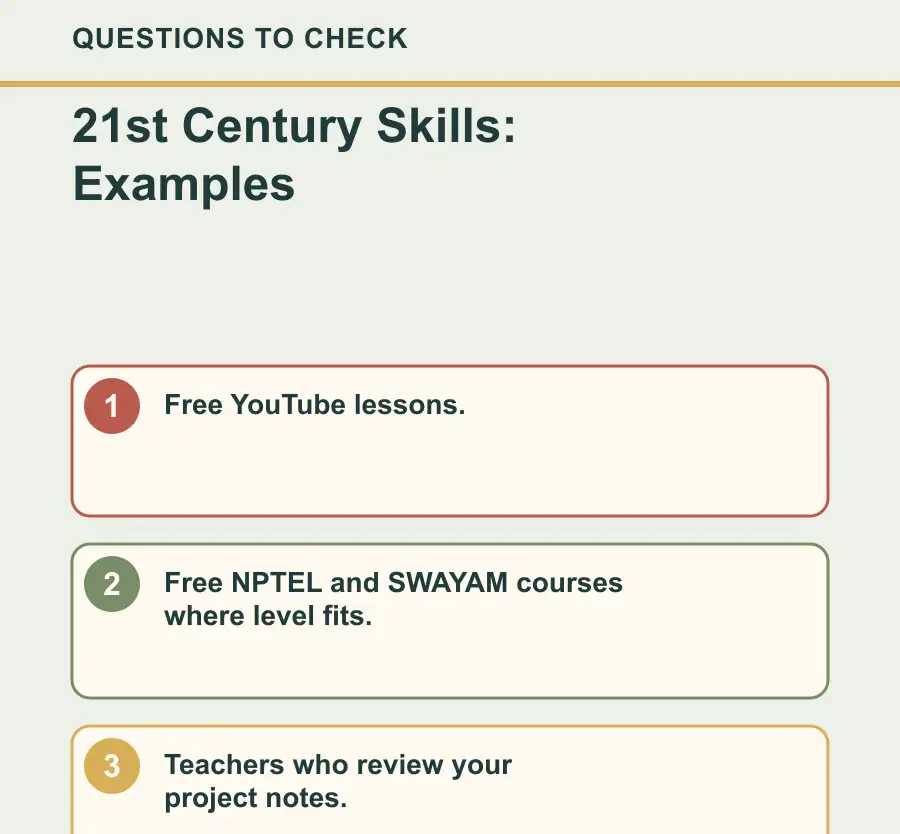 QUESTIONS TO CHECK
21st Century Skills:
Examples
1
Free YouTube lessons.
2
Free NPTEL and SWAYAM courses
where level fits.
3
Teachers who review your
project notes.